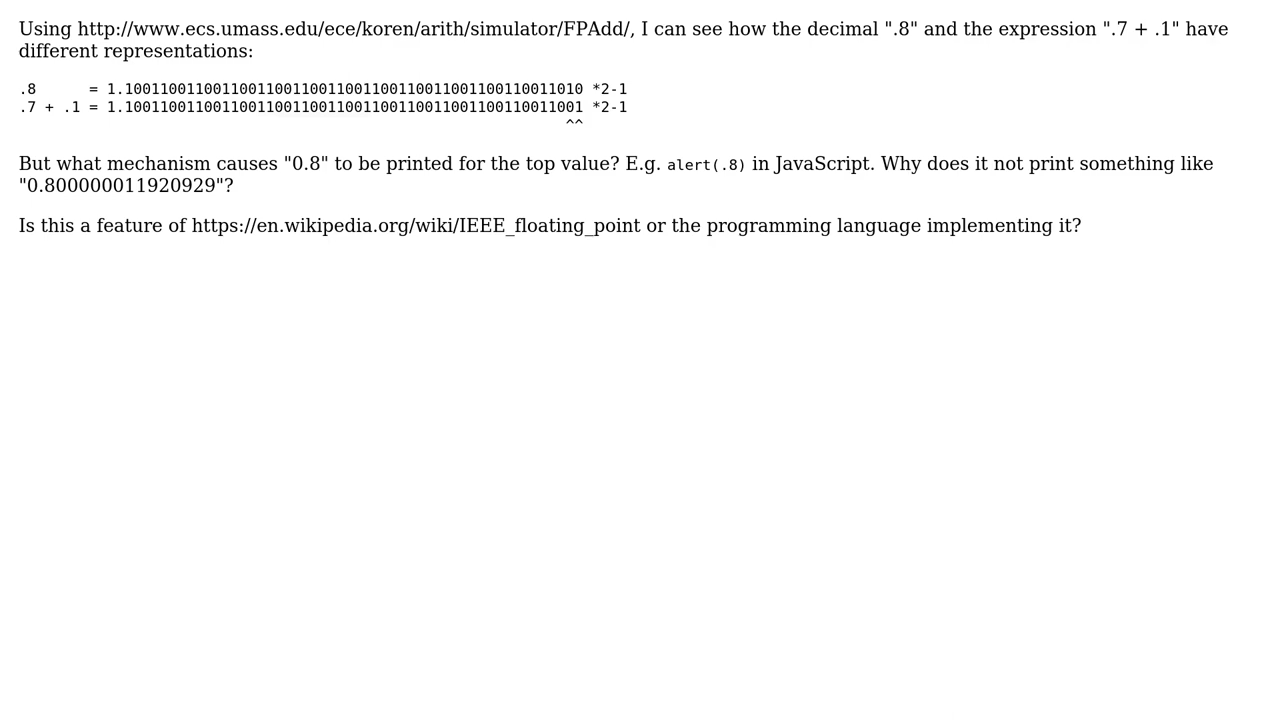 Using http://www.ecs.umass.edu/ece/koren/arith/simulator/FPAdd/, I can see how the decimal ".8" and the expression ".7 + .1" have
different representations:
.8      = 1.1001100110011001100110011001100110011001100110011010 *2-1
.7 + .1 = 1.1001100110011001100110011001100110011001100110011001 *2-1
^^
But what mechanism causes "0.8" to be printed for the top value? E.g. alert(.8) in JavaScript. Why does it not print something like
"0.800000011920929"?
Is this a feature of https://en.wikipedia.org/wiki/IEEE_floating_point or the programming language implementing it?